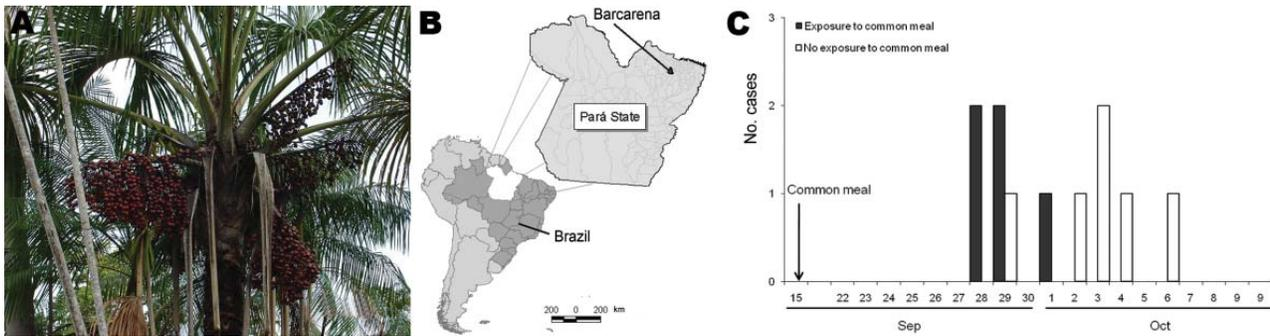 A
B
Barcarena
Pará State
Brazil
200 0 200 km
C
Exposure to common meal
No exposure to common meal
No. cases
3
2
1
0
Common meal
15 22 23 24 25 26 27 28 29 30 1 2 3 4 5 6 7 8 9 9
Sep Oct